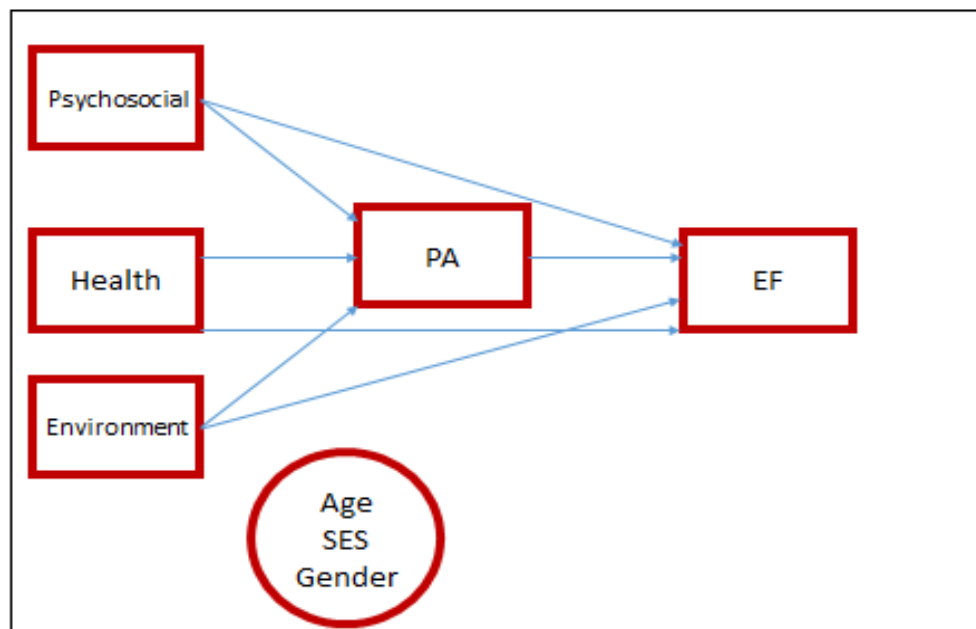 Psychosocial
Health
PA
EF
Environment
Age
SES
Gender